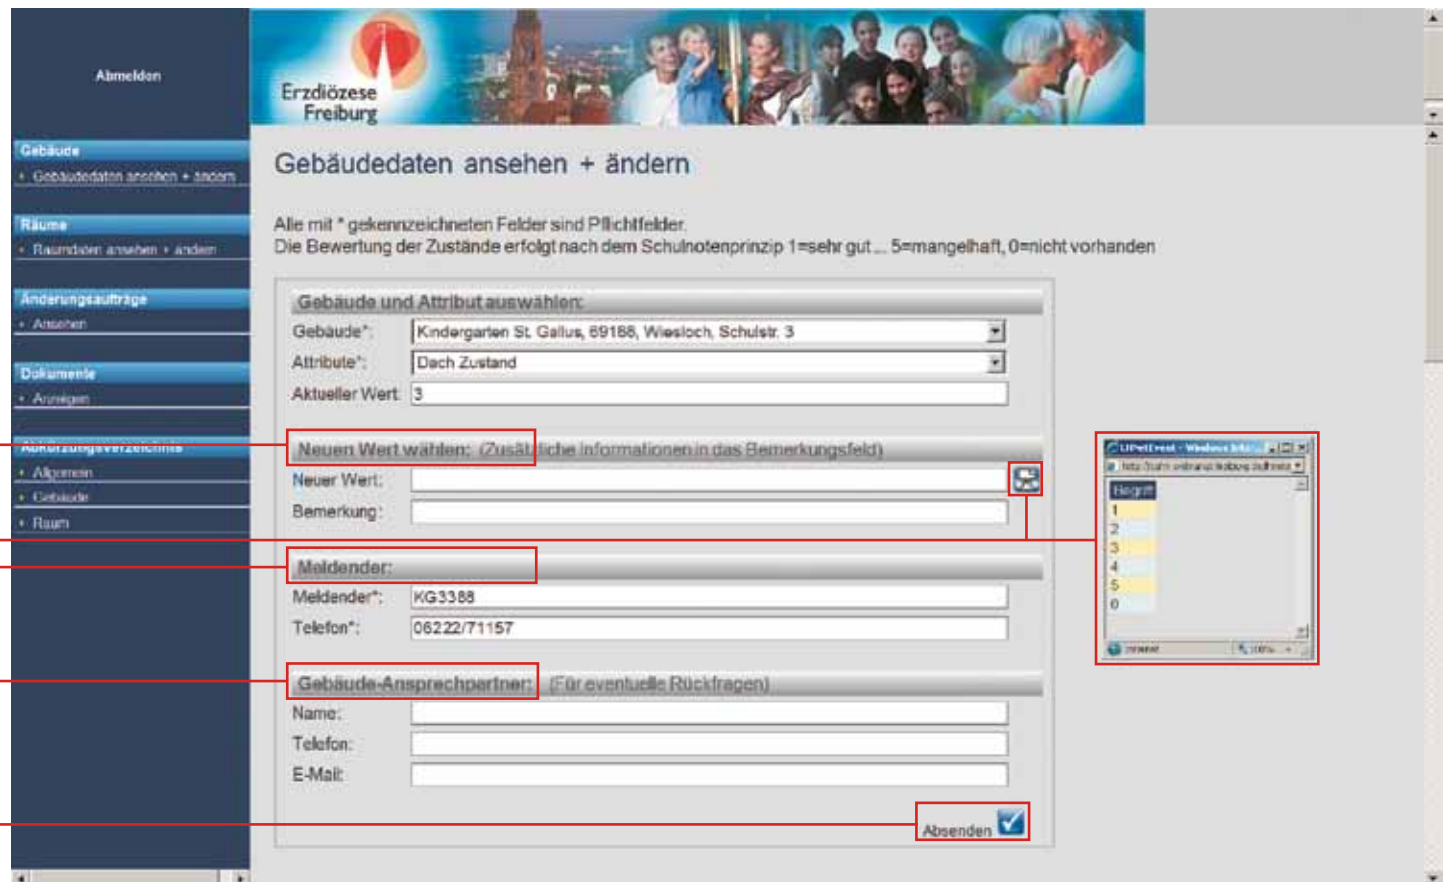 Abmelden
Erzdiözese
Freiburg
Gebäude
Gebäudedaten ansehen + ändern
Räume
Raumdaten ansehen + ändern
Änderungsaufträge
Ansehen
Dokumente
Anzeigen
Abkürzungsverzeichnis
Allgemein
Gebäude
Raum
Gebäudedaten ansehen + ändern
Alle mit * gekennzeichneten Felder sind Pflichtfelder.
Die Bewertung der Zustände erfolgt nach dem Schulnotenprinzip 1=sehr gut ... 5=mangelhaft, 0=nicht vorhanden
Gebäude und Attribut auswählen:
Gebäude*: Kindergarten St. Gallus, 69168, Wiesloch, Schulstr. 3
Attribute*: Dach Zustand
Aktueller Wert: 3
Neuen Wert wählen: (Zusätzliche Informationen in das Bemerkungsfeld)
Neuer Wert:
Bemerkung:
Meldender:
Meldender*: KG3388
Telefon*: 06222/71157
Gebäude-Ansprechpartner: (Für eventuelle Rückfragen)
Name:
Telefon:
E-Mail:
Absenden
Windows
Begriff
1
2
3
4
5
0
Internet 100%